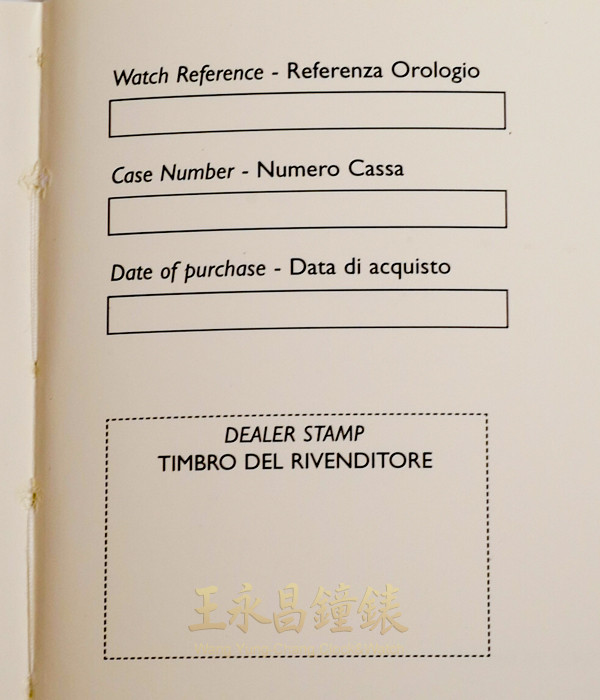 Watch Reference - Referenza Orologio
Case Number - Numero Cassa
Date of purchase - Data di acquisto
DEALER STAMP
TIMBRO DEL RIVENDITORE
王永昌鐘錶